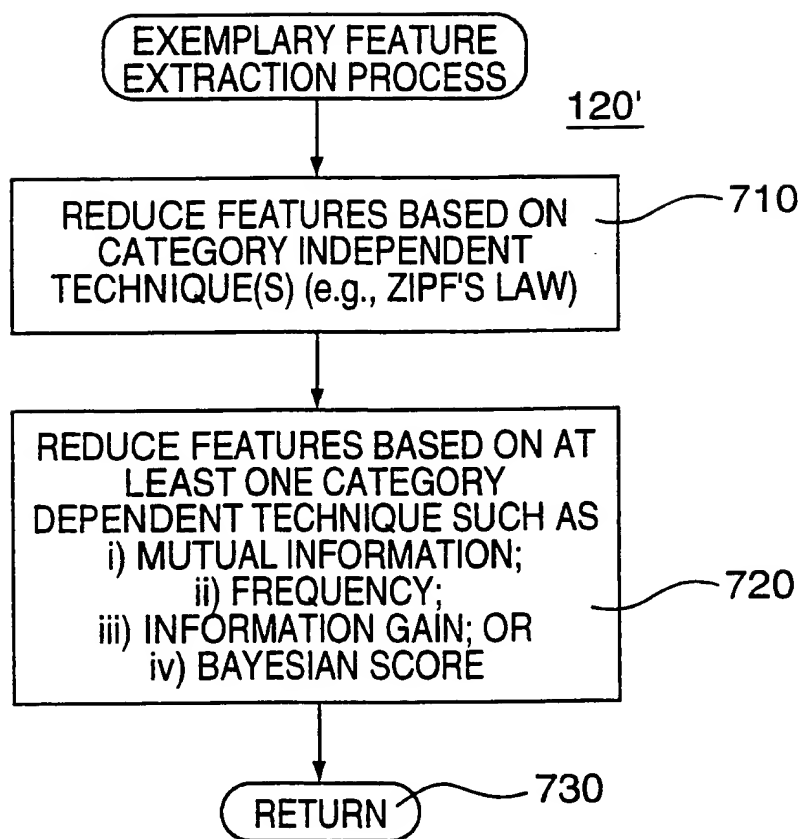 EXEMPLARY FEATURE
EXTRACTION PROCESS
120'
REDUCE FEATURES BASED ON
CATEGORY INDEPENDENT
TECHNIQUE(S) (e.g., ZIPF'S LAW)
710
REDUCE FEATURES BASED ON AT
LEAST ONE CATEGORY
DEPENDENT TECHNIQUE SUCH AS
i) MUTUAL INFORMATION;
ii) FREQUENCY;
iii) INFORMATION GAIN; OR
iv) BAYESIAN SCORE
720
RETURN
730